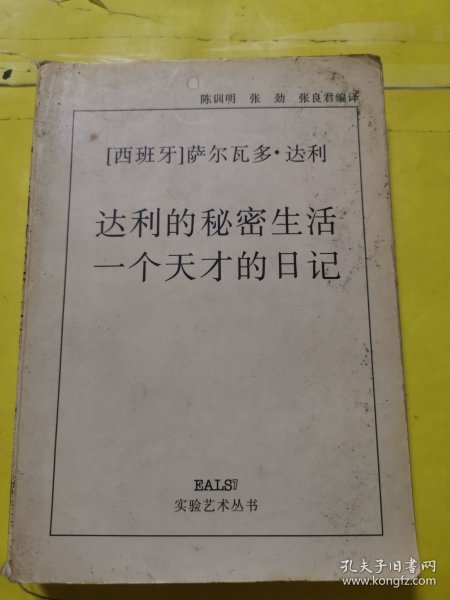 陈训明 张劲 张良君编译
[西班牙]萨尔瓦多·达利
达利的秘密生活
一个天才的日记
EALS7
实验艺术丛书
孔夫子旧书网
www.kongfz.com